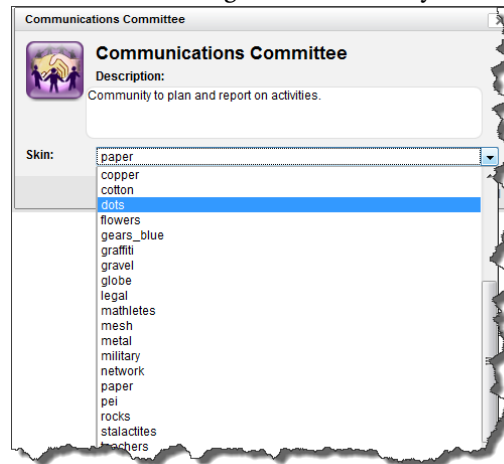 Communications Committee
Communications Committee
Description:
Community to plan and report on activities.
Skin:
paper
copper
cotton
dots
flowers
gears_blue
graffiti
gravel
globe
legal
mathletes
mesh
metal
military
network
paper
pei
rocks
stalactites
teachers